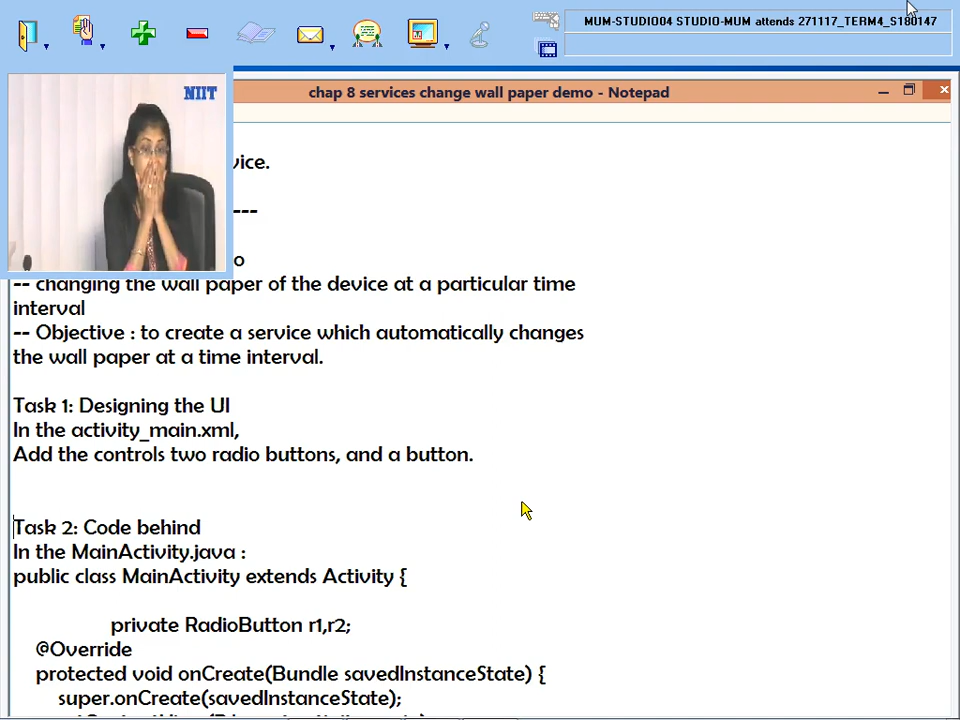 MUM-STUDIO04 STUDIO-MUM attends 271117_TERM4_S180147
NIIT
chap 8 services change wall paper demo - Notepad
vice.
---
o
-- changing the wall paper of the device at a particular time
interval
-- Objective : to create a service which automatically changes
the wall paper at a time interval.
Task 1: Designing the UI
In the activity_main.xml,
Add the controls two radio buttons, and a button.
Task 2: Code behind
In the MainActivity.java :
public class MainActivity extends Activity {
private RadioButton r1,r2;
@Override
protected void onCreate(Bundle savedInstanceState) {
super.onCreate(savedInstanceState);